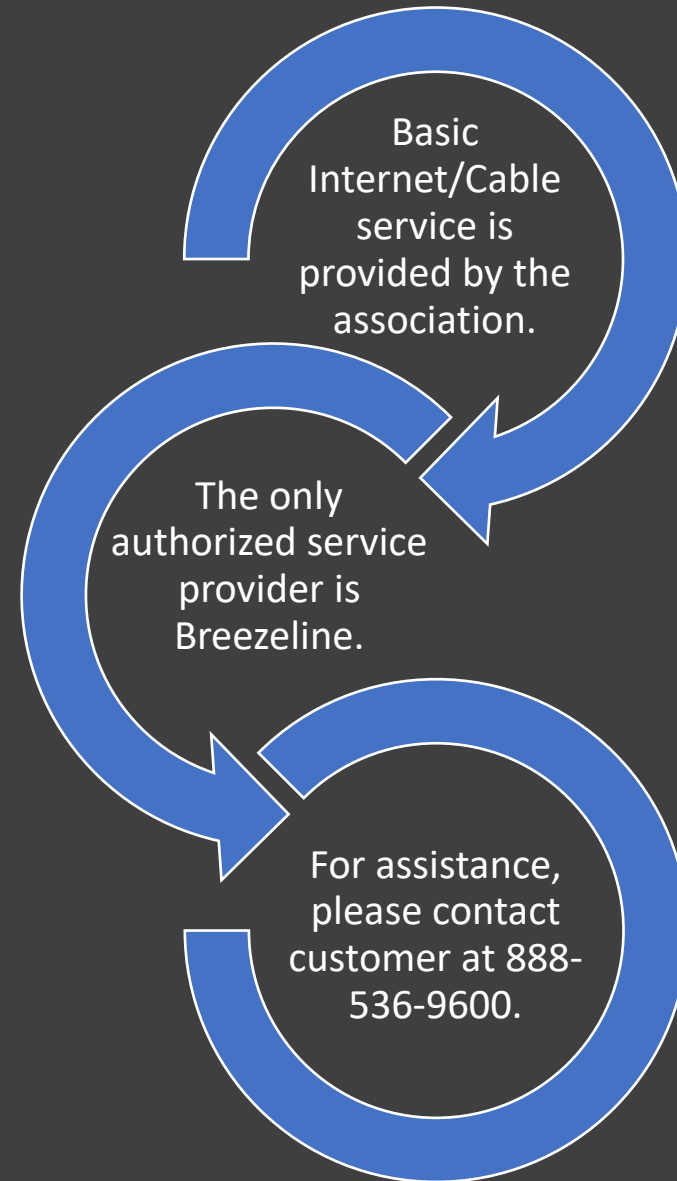 Basic
Internet/Cable
service is
provided by the
association.
The only
authorized service
provider is
Breezeline.
For assistance,
please contact
customer at 888-
536-9600.